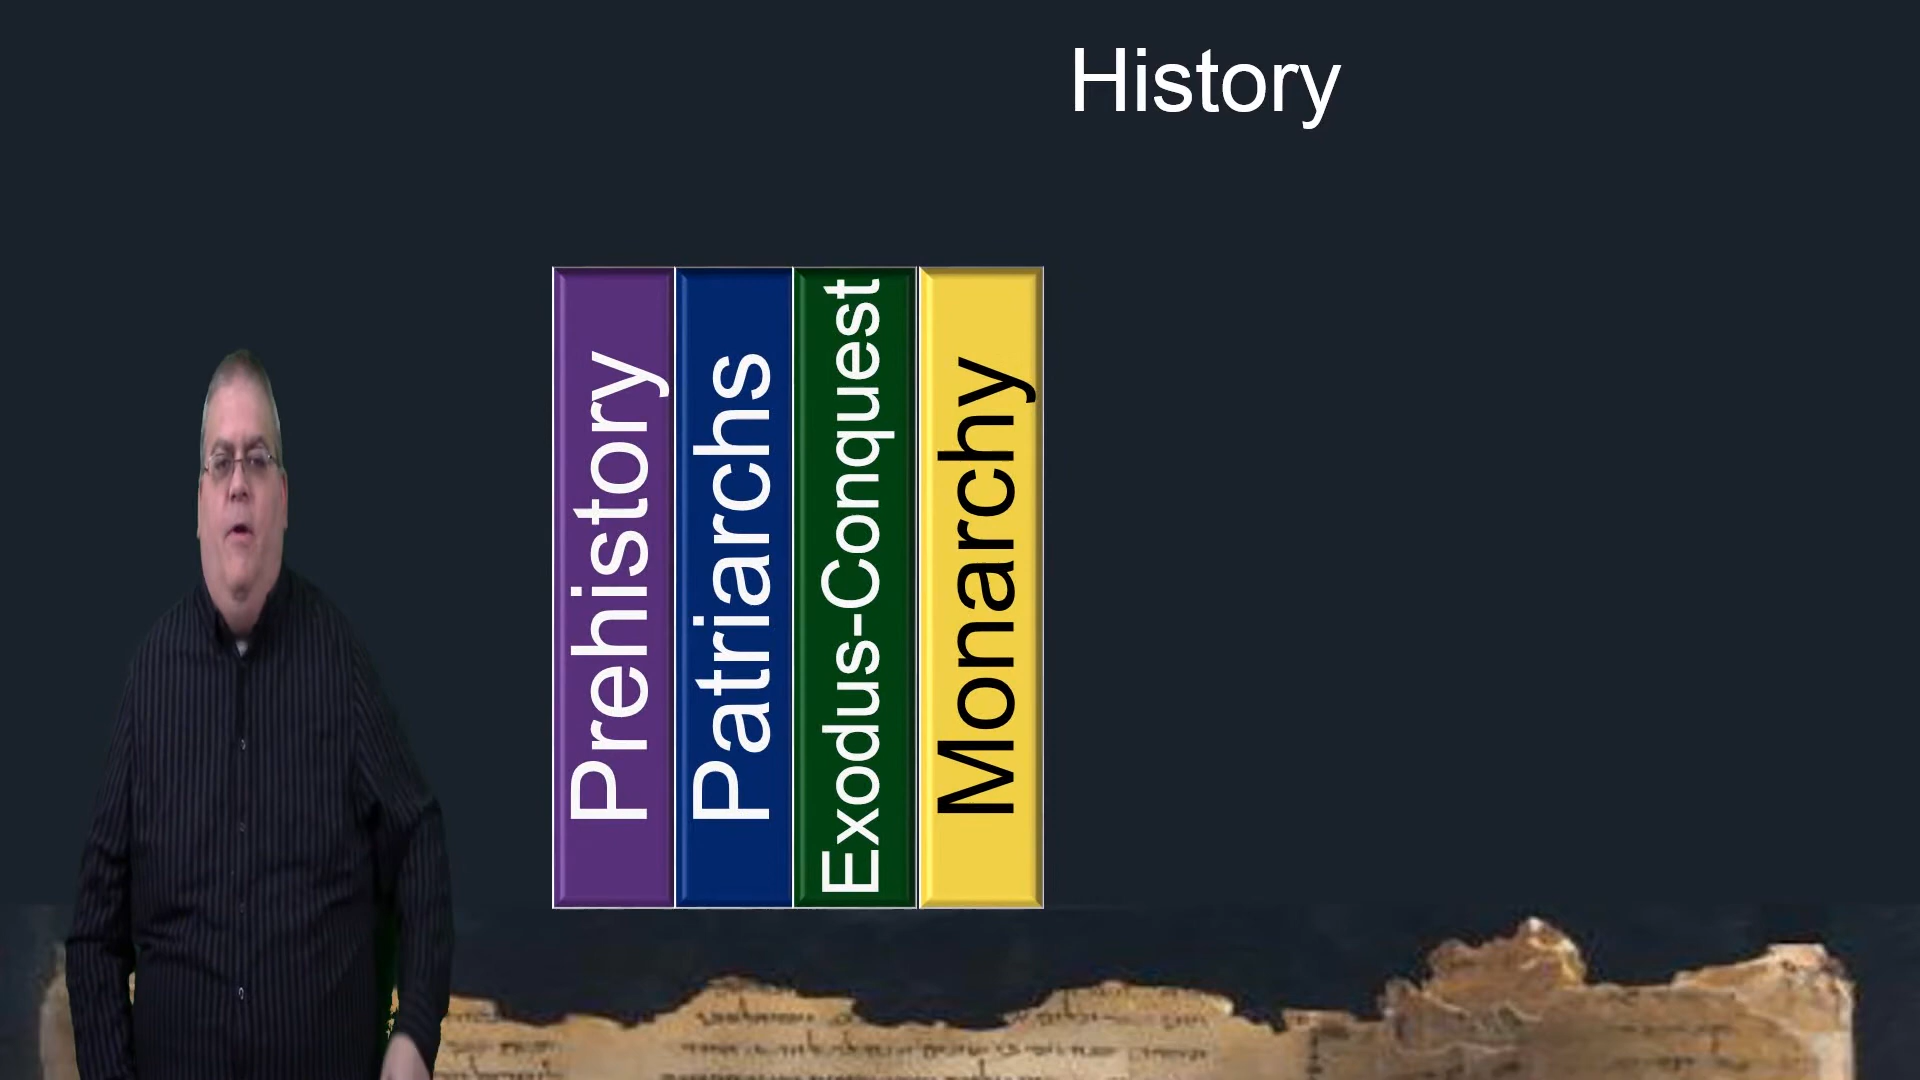 History
Prehistory
Patriarchs
Exodus-Conquest
Monarchy